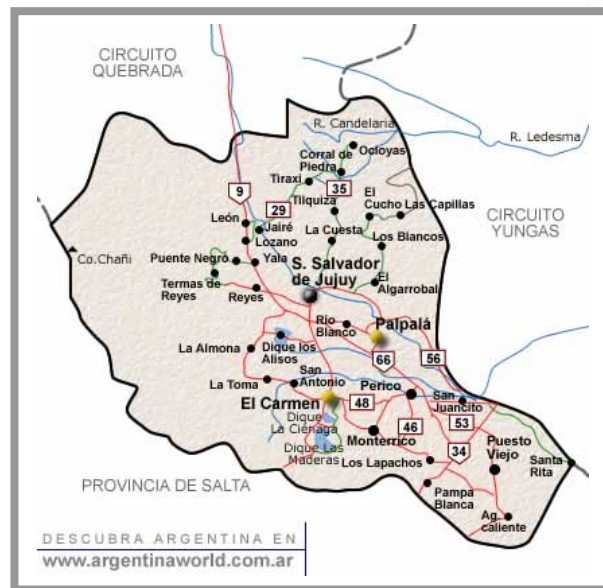 CIRCUITO
QUEBRADA
R. Candelaria
R. Ledesma
Ocloyas
Corral de
Piedra
Tiraxi
35
9
Tilquiza
El
Cucho
Las Capillas
29
León
Jairé
La Cuesta
CIRCUITO
YUNGAS
Lozano
Los Blancos
Co.Chañi
Puente Negro
Yala
S. Salvador
de Jujuy
Termas de
Reyes
Reyes
El
Algarrobal
Río
Blanco
Palpalá
La Almona
Dique los
Alisos
66
56
La Toma
San
Antonio
Perico
San
Juancito
El Carmen
48
Dique
La Ciénaga
46
53
Monterrico
34
Puesto
Viejo
Dique Las
Maderas
Los Lapachos
Santa
Rita
PROVINCIA DE SALTA
Pampa
Blanca
Ag.
caliente
DESCUBRA ARGENTINA EN
www.argentinaworld.com.ar